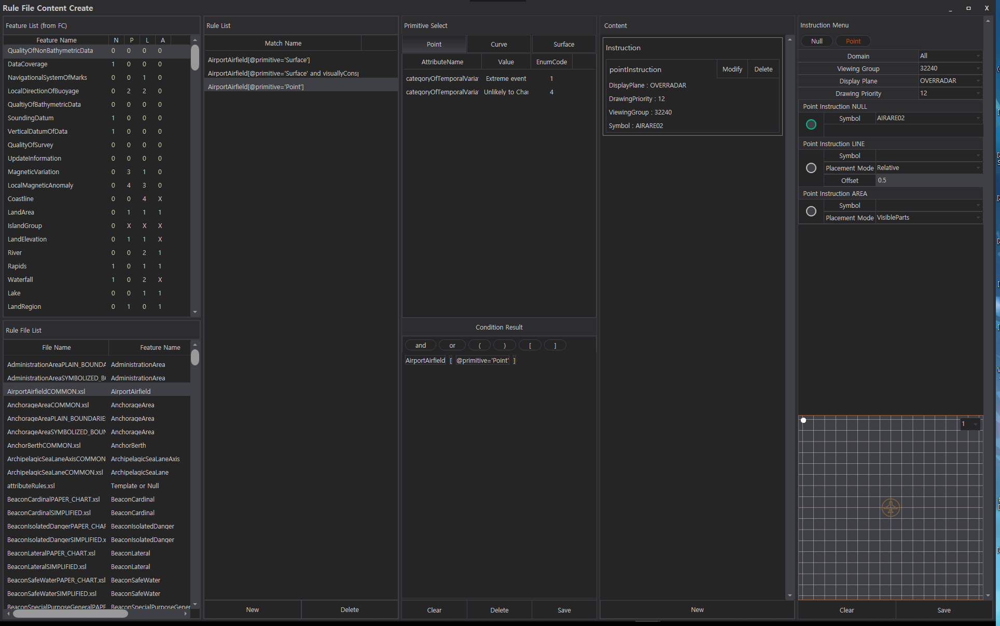 Rule File Content Create
Feature List (from FC)
Feature Name N P L A
QualityOfNonBathymetricData 0 0 0 0
DataCoverage 1 0 0 0
NavigationalSystemOfMarks 0 0 1 0
LocalDirectionOfBuoyage 0 2 2 0
QualtiyOfBathymetricData 0 0 0 0
SoundingDatum 1 0 0 0
VerticalDatumOfData 1 0 0 0
QualityOfSurvey 0 0 0 0
UpdateInformation 0 0 0 0
MagneticVariation 0 3 1 0
LocalMagneticAnomaly 0 4 3 0
Coastline 0 0 4 X
LandArea 0 1 1 1
IslandGroup 0 X X X
LandElevation 0 1 1 X
River 0 0 2 1
Rapids 1 0 1 1
Waterfall 1 0 2 X
Lake 0 0 1 1
LandRegion 0 1 0 1
Rule File List
File Name Feature Name
AdministrationAreaPLAIN_BOUNDA AdministrationArea
AdministrationAreaSYMBOLIZED_B( AdministrationArea
AirportAirfieldCOMMON.xsl AirportAirfield
AnchorageAreaCOMMON.xsl AnchorageArea
AnchorageAreaPLAIN_BOUNDARIE AnchorageArea
AnchorageAreaSYMBOLIZED_BOUN AnchorageArea
AnchorBerthCOMMON.xsl AnchorBerth
ArchipelagicSeaLaneAxisCOMMON ArchipelagicSeaLaneAxis
ArchipelagicSeaLaneCOMMON.xsl ArchipelagicSeaLane
attributeRules.xsl Template or Null
BeaconCardinalPAPER_CHART.xsl BeaconCardinal
BeaconCardinalSIMPLIFIED.xsl BeaconCardinal
BeaconIsolatedDangerPAPER_CHAF BeaconIsolatedDanger
BeaconIsolatedDangerSIMPLIFIED.x BeaconIsolatedDanger
BeaconLateralPAPER_CHART.xsl BeaconLateral
BeaconLateralSIMPLIFIED.xsl BeaconLateral
BeaconSafeWaterPAPER_CHART.xsl BeaconSafeWater
BeaconSafeWaterSIMPLIFIED.xsl BeaconSafeWater
BeaconSpecialPurposeGeneralPAPE BeaconSpecialPurposeGener
Rule List
Match Name
AirportAirfield[@primitive='Surface']
AirportAirfield[@primitive='Surface' and visuallyConsp
AirportAirfield[@primitive='Point']
New Delete
Primitive Select
Point Curve Surface
AttributeName Value EnumCode
categoryOfTemporalVariat Extreme event 1
categoryOfTemporalVariat Unlikely to Char 4
Condition Result
and or ( ) [ ]
AirportAirfield [ @primitive='Point' ]
Clear Delete Save
Content
Instruction
pointInstruction Modify Delete
DisplayPlane : OVERRADAR
DrawingPriority : 12
ViewingGroup : 32240
Symbol : AIRARE02
New
Instruction Menu
Null Point
Domain All
Viewing Group 32240
Display Plane OVERRADAR
Drawing Priority 12
Point Instruction NULL
Symbol AIRARE02
Point Instruction LINE
Symbol
Placement Mode Relative
Offset 0.5
Point Instruction AREA
Symbol
Placement Mode VisibleParts
1
Clear Save